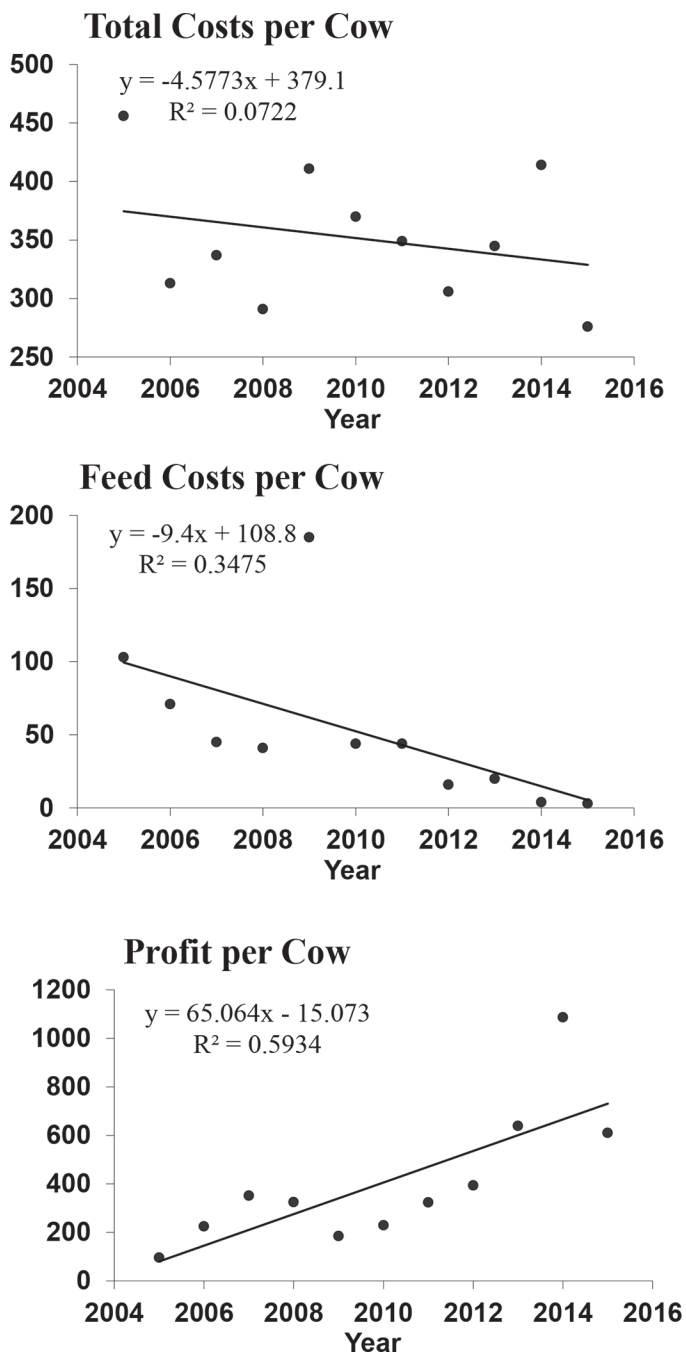 Total Costs per Cow
y = -4.5773x + 379.1
R² = 0.0722
500
450
400
350
300
250
2004 2006 2008 2010 2012 2014 2016
Year
Feed Costs per Cow
y = -9.4x + 108.8
R² = 0.3475
200
150
100
50
0
2004 2006 2008 2010 2012 2014 2016
Year
Profit per Cow
y = 65.064x - 15.073
R² = 0.5934
1200
1000
800
600
400
200
0
2004 2006 2008 2010 2012 2014 2016
Year